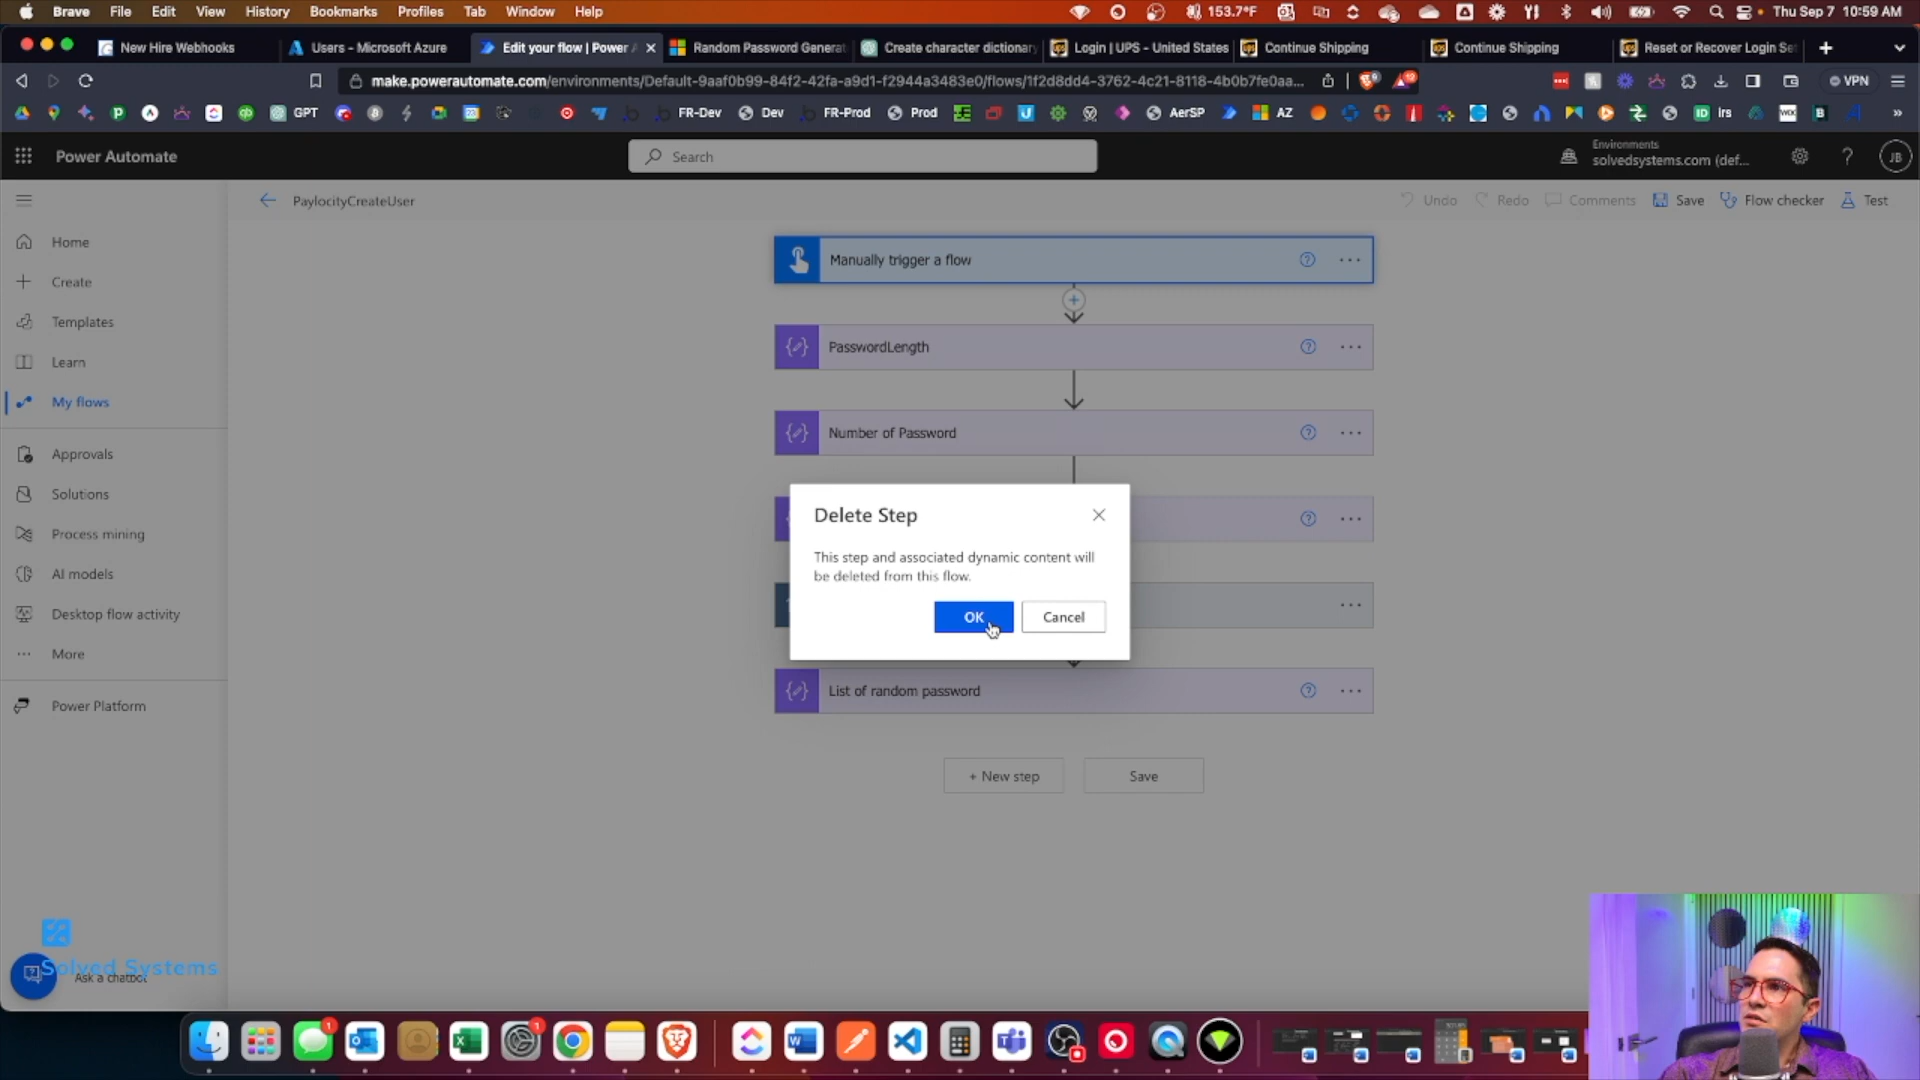 Brave File Edit View History Bookmarks Profiles Tab Window Help 153.7°F Thu Sep 7 10:59 AM
New Hire Webhooks Users - Microsoft Azure Edit your flow | Power A Random Password Generat Create character dictionary Login | UPS - United States Continue Shipping Continue Shipping Reset or Recover Login Se
make.powerautomate.com/environments/Default-9aaf0b99-84f2-42fa-a9d1-f2944a3483e0/flows/1f2d8dd4-3762-4c21-8118-4b0b7fe0aa... VPN
GPT FR-Dev Dev FR-Prod Prod AerSP AZ Irs
Power Automate
Search
Environments
solvedsystems.com (def...
JB
PaylocityCreateUser
Undo Redo Comments Save Flow checker Test
Home
Create
Templates
Learn
My flows
Approvals
Solutions
Process mining
AI models
Desktop flow activity
More
Power Platform
Manually trigger a flow
PasswordLength
Number of Password
Delete Step
This step and associated dynamic content will
be deleted from this flow.
OK Cancel
List of random password
+ New step Save
Solved Systems
Ask a chatbot